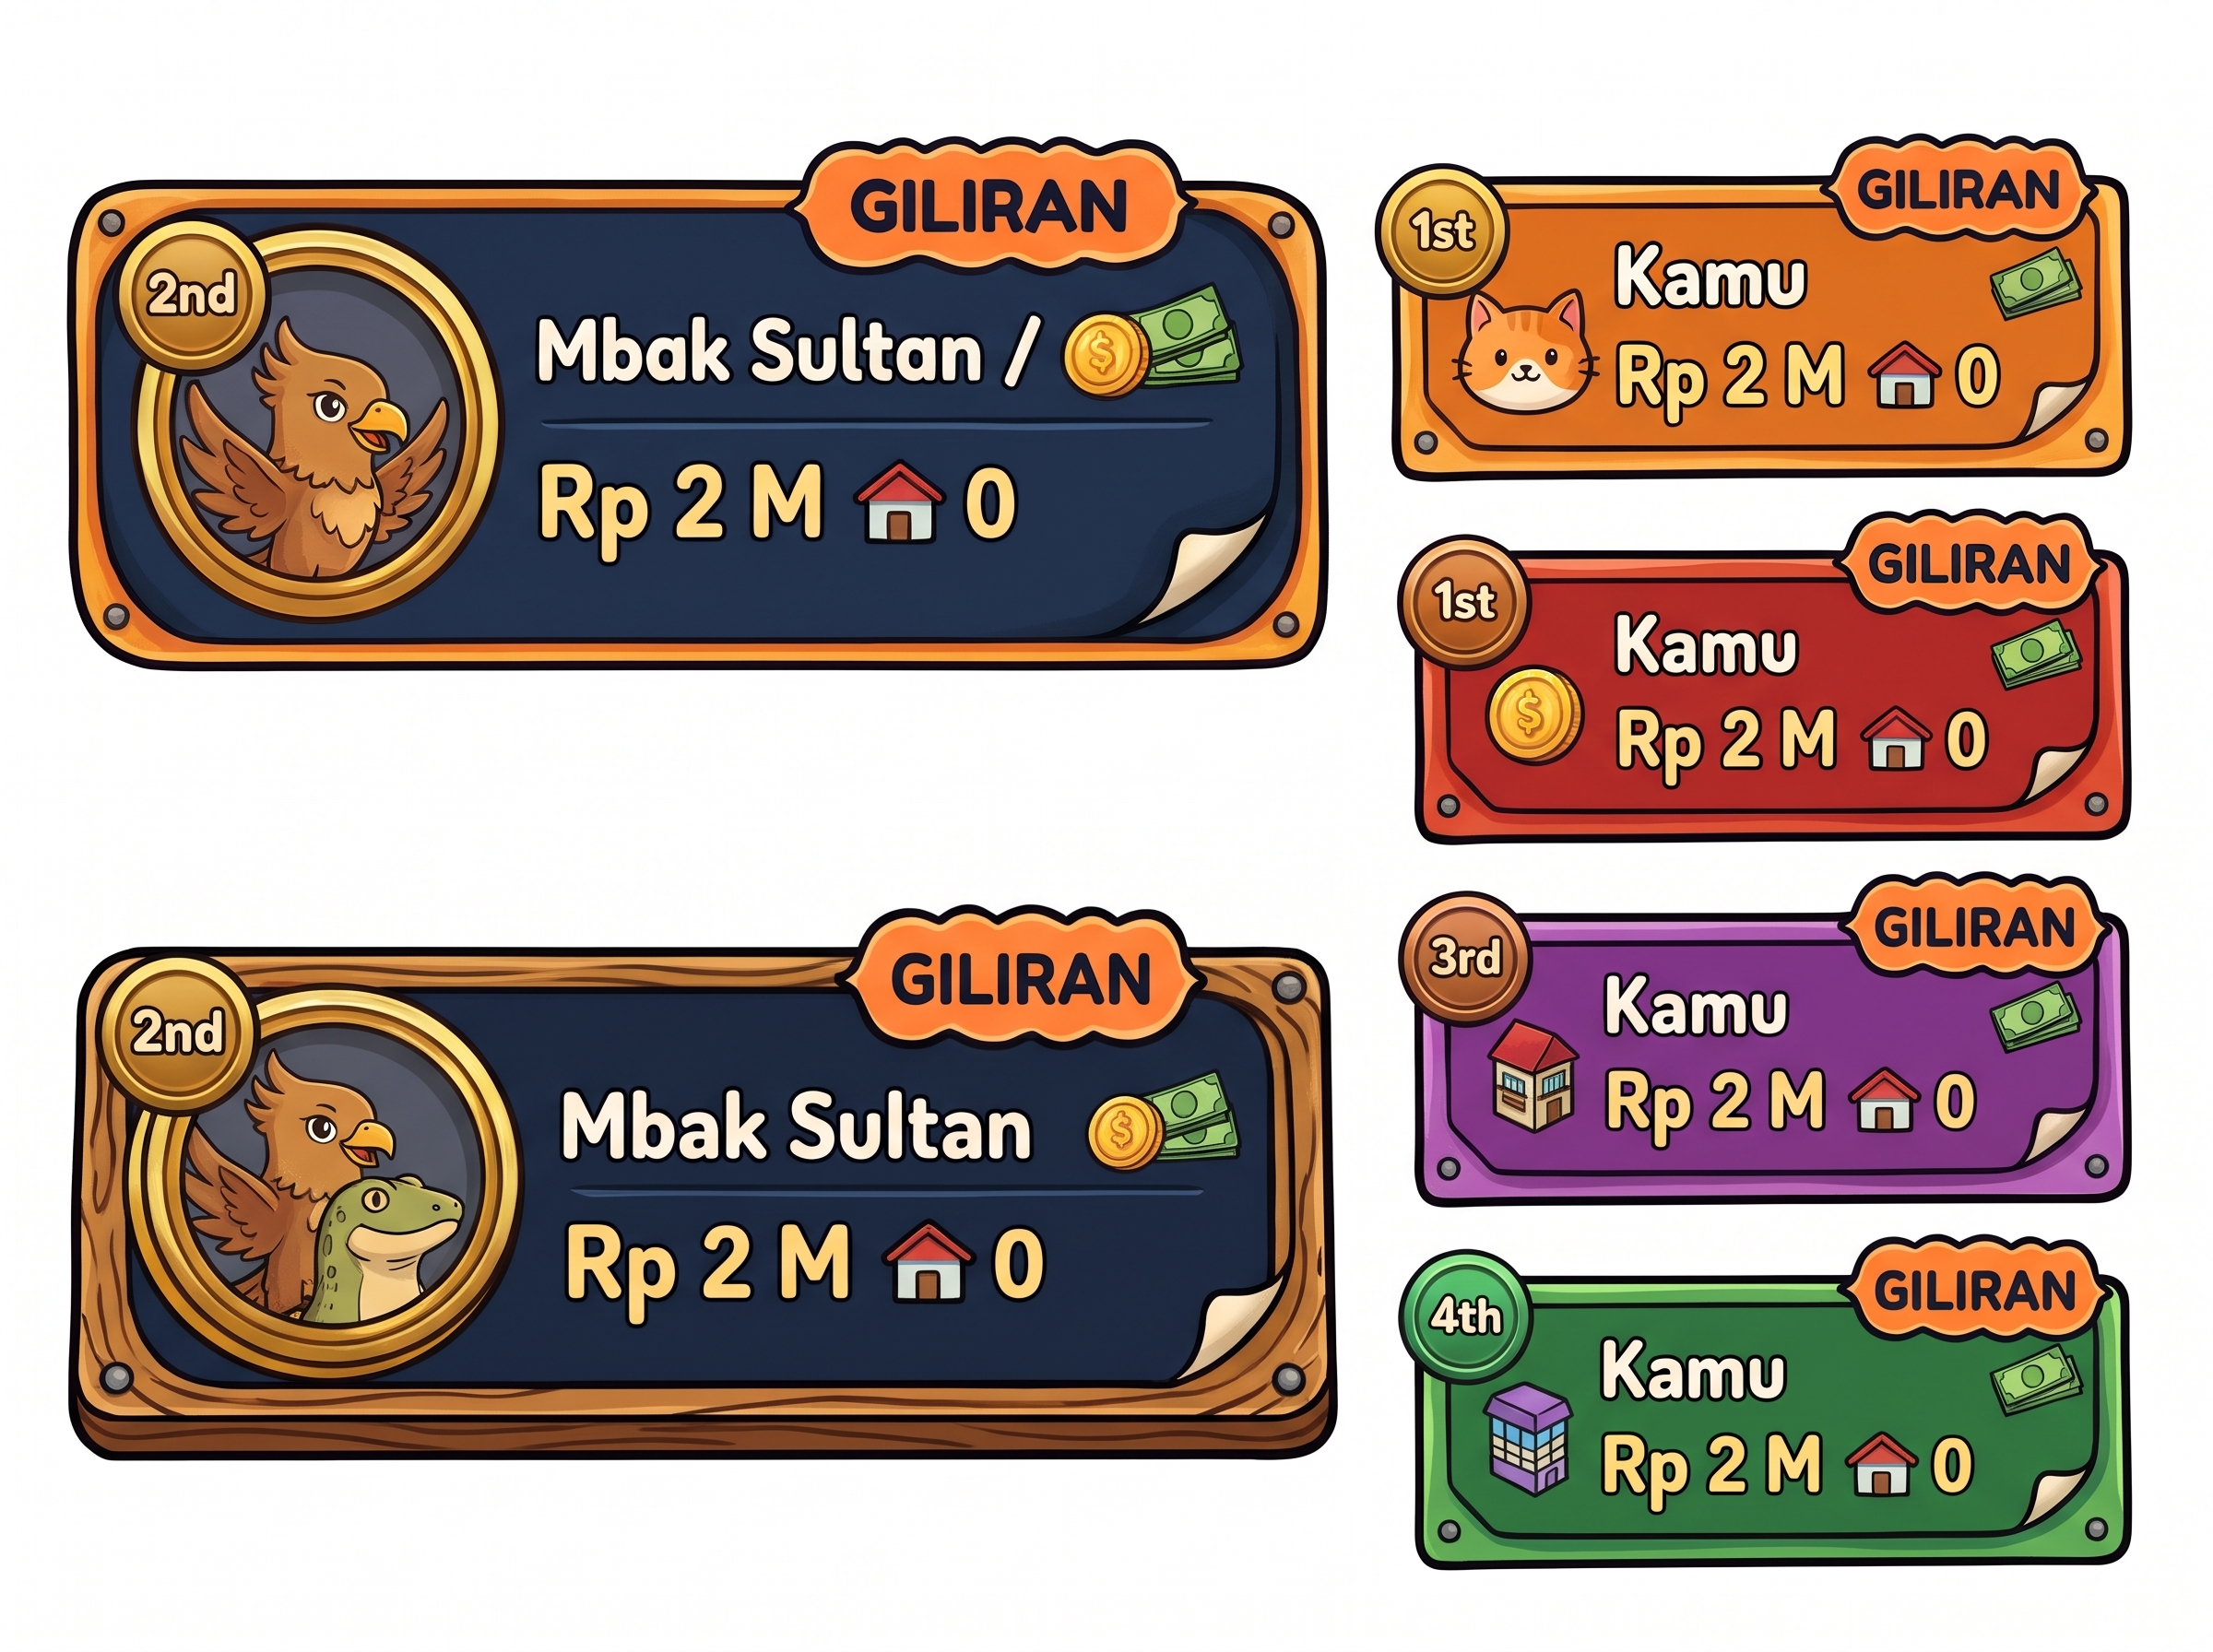 GILIRAN
2nd
Mbak Sultan /
$
Rp 2 M 0
GILIRAN
2nd
Mbak Sultan
$
Rp 2 M 0
GILIRAN
1st
Kamu
Rp 2 M 0
GILIRAN
1st
Kamu
$
Rp 2 M 0
GILIRAN
3rd
Kamu
Rp 2 M 0
GILIRAN
4th
Kamu
Rp 2 M 0